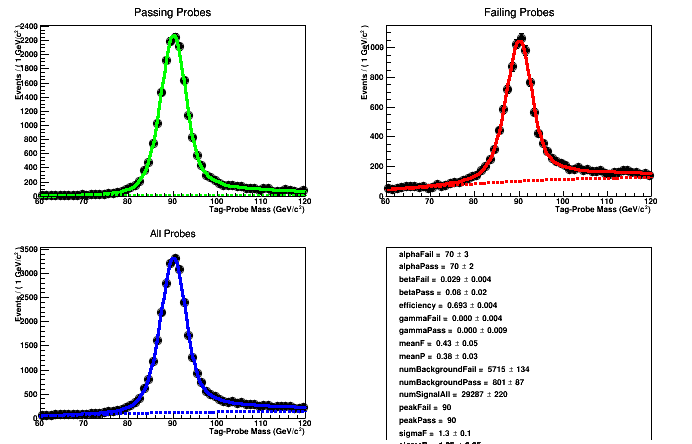 Passing Probes
Events / ( 1 GeV/c²)
2400
2200
2000
1800
1600
1400
1200
1000
800
600
400
200
0
60 70 80 90 100 110 120
Tag-Probe Mass (GeV/c²)
Failing Probes
Events / ( 1 GeV/c²)
1000
800
600
400
200
60 70 80 90 100 110 120
Tag-Probe Mass (GeV/c²)
All Probes
Events / ( 1 GeV/c²)
3500
3000
2500
2000
1500
1000
500
0
60 70 80 90 100 110 120
Tag-Probe Mass (GeV/c²)
alphaFail = 70 ± 3
alphaPass = 70 ± 2
betaFail = 0.029 ± 0.004
betaPass = 0.06 ± 0.02
efficiency = 0.693 ± 0.004
gammaFail = 0.000 ± 0.004
gammaPass = 0.000 ± 0.009
meanF = 0.43 ± 0.05
meanP = 0.38 ± 0.03
numBackgroundFail = 5715 ± 134
numBackgroundPass = 801 ± 87
numSignalAll = 29287 ± 220
peakFail = 90
peakPass = 90
sigmaF = 1.3 ± 0.1